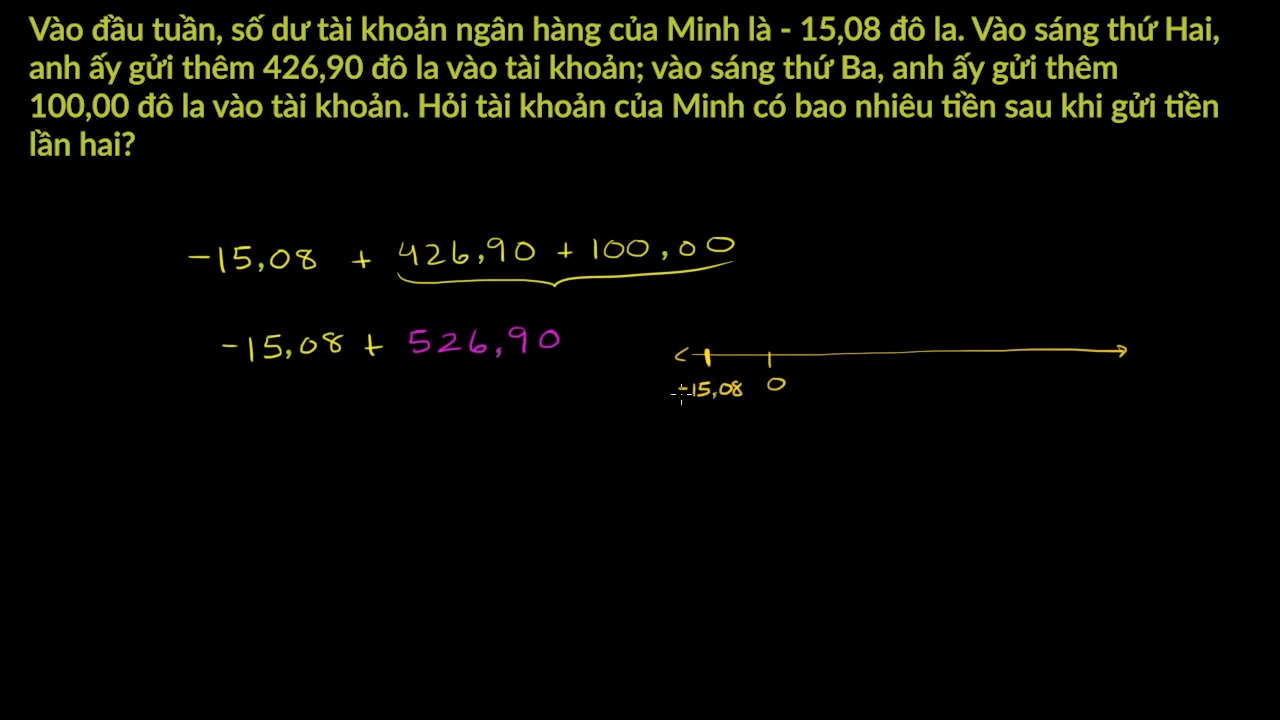 Vào đầu tuần, số dư tài khoản ngân hàng của Minh là - 15,08 đô la. Vào sáng thứ Hai,
anh ấy gửi thêm 426,90 đô la vào tài khoản; vào sáng thứ Ba, anh ấy gửi thêm
100,00 đô la vào tài khoản. Hỏi tài khoản của Minh có bao nhiêu tiền sau khi gửi tiền
lần hai?
-15,08 + 426,90 + 100,00
-15,08 + 526,90
-15,08 0